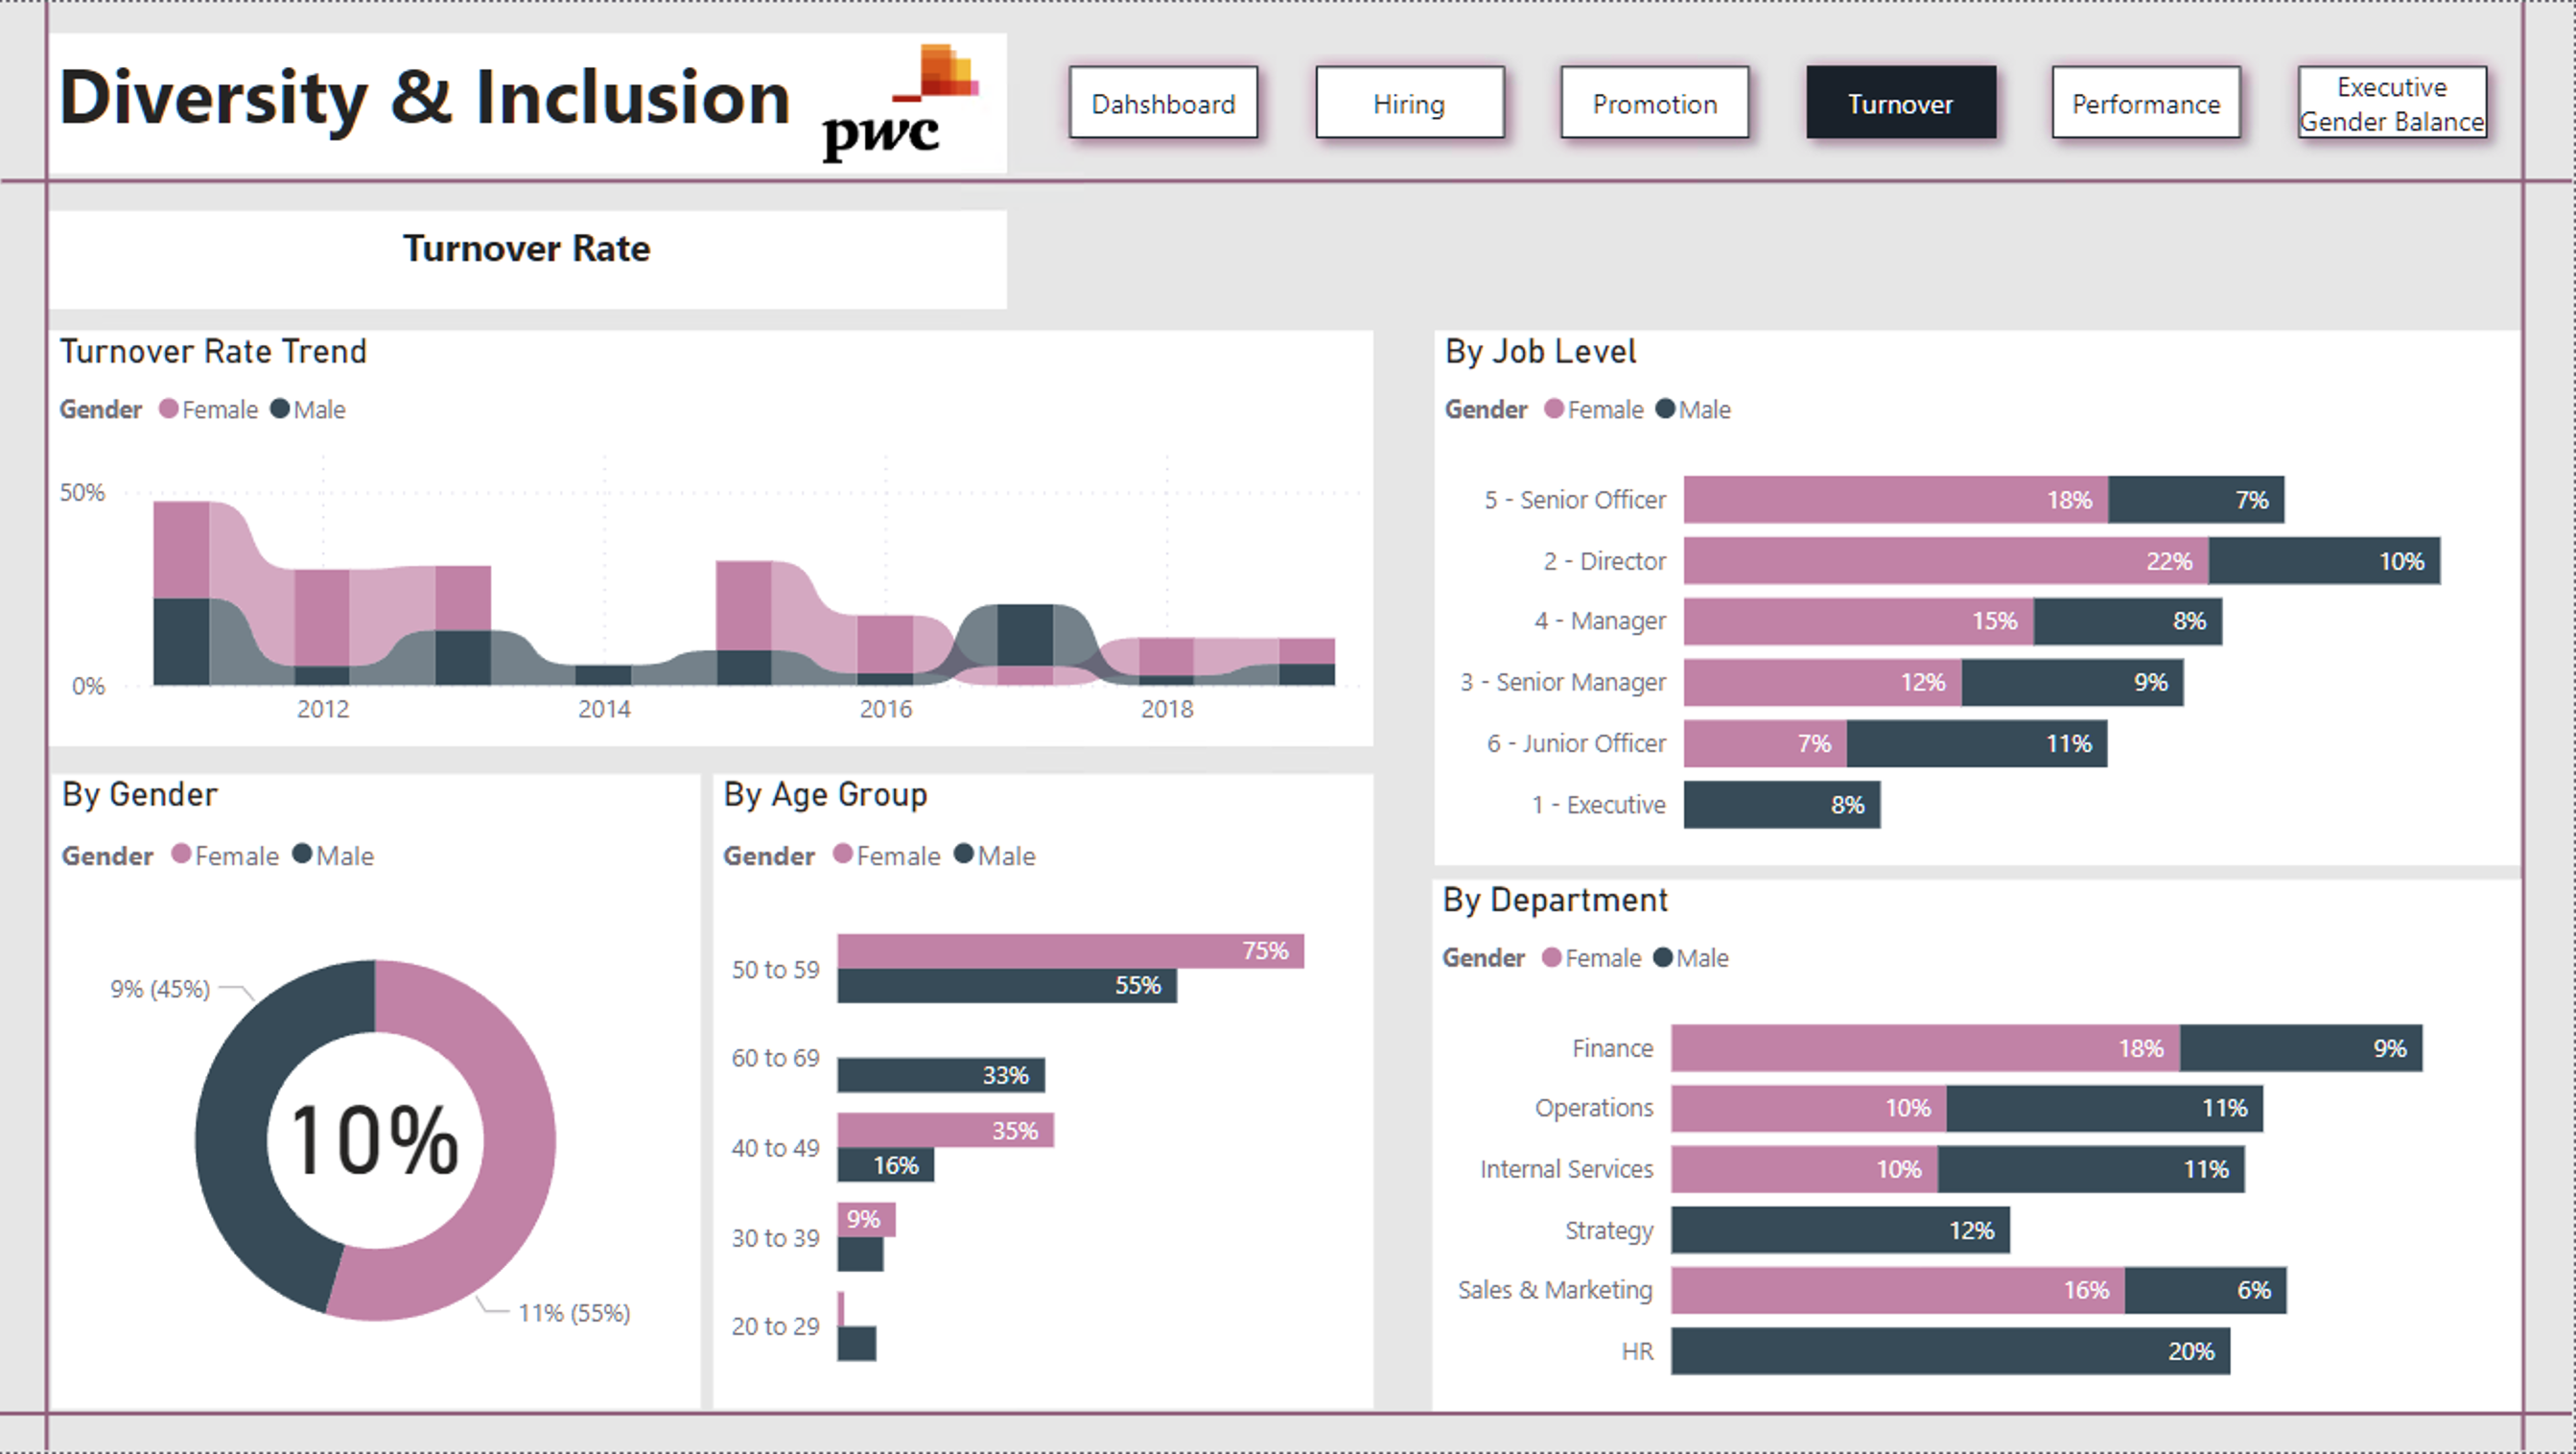 Diversity & Inclusion
pwc
Dahshboard
Hiring
Promotion
Turnover
Performance
Executive
Gender Balance
Turnover Rate
Turnover Rate Trend
Gender Female Male
50%
0%
2012 2014 2016 2018
By Job Level
Gender Female Male
5 - Senior Officer 18% 7%
2 - Director 22% 10%
4 - Manager 15% 8%
3 - Senior Manager 12% 9%
6 - Junior Officer 7% 11%
1 - Executive 8%
By Gender
Gender Female Male
9% (45%)
10%
11% (55%)
By Age Group
Gender Female Male
75%
50 to 59
55%
60 to 69
33%
35%
40 to 49
16%
9%
30 to 39
20 to 29
By Department
Gender Female Male
Finance 18% 9%
Operations 10% 11%
Internal Services 10% 11%
Strategy 12%
Sales & Marketing 16% 6%
HR 20%